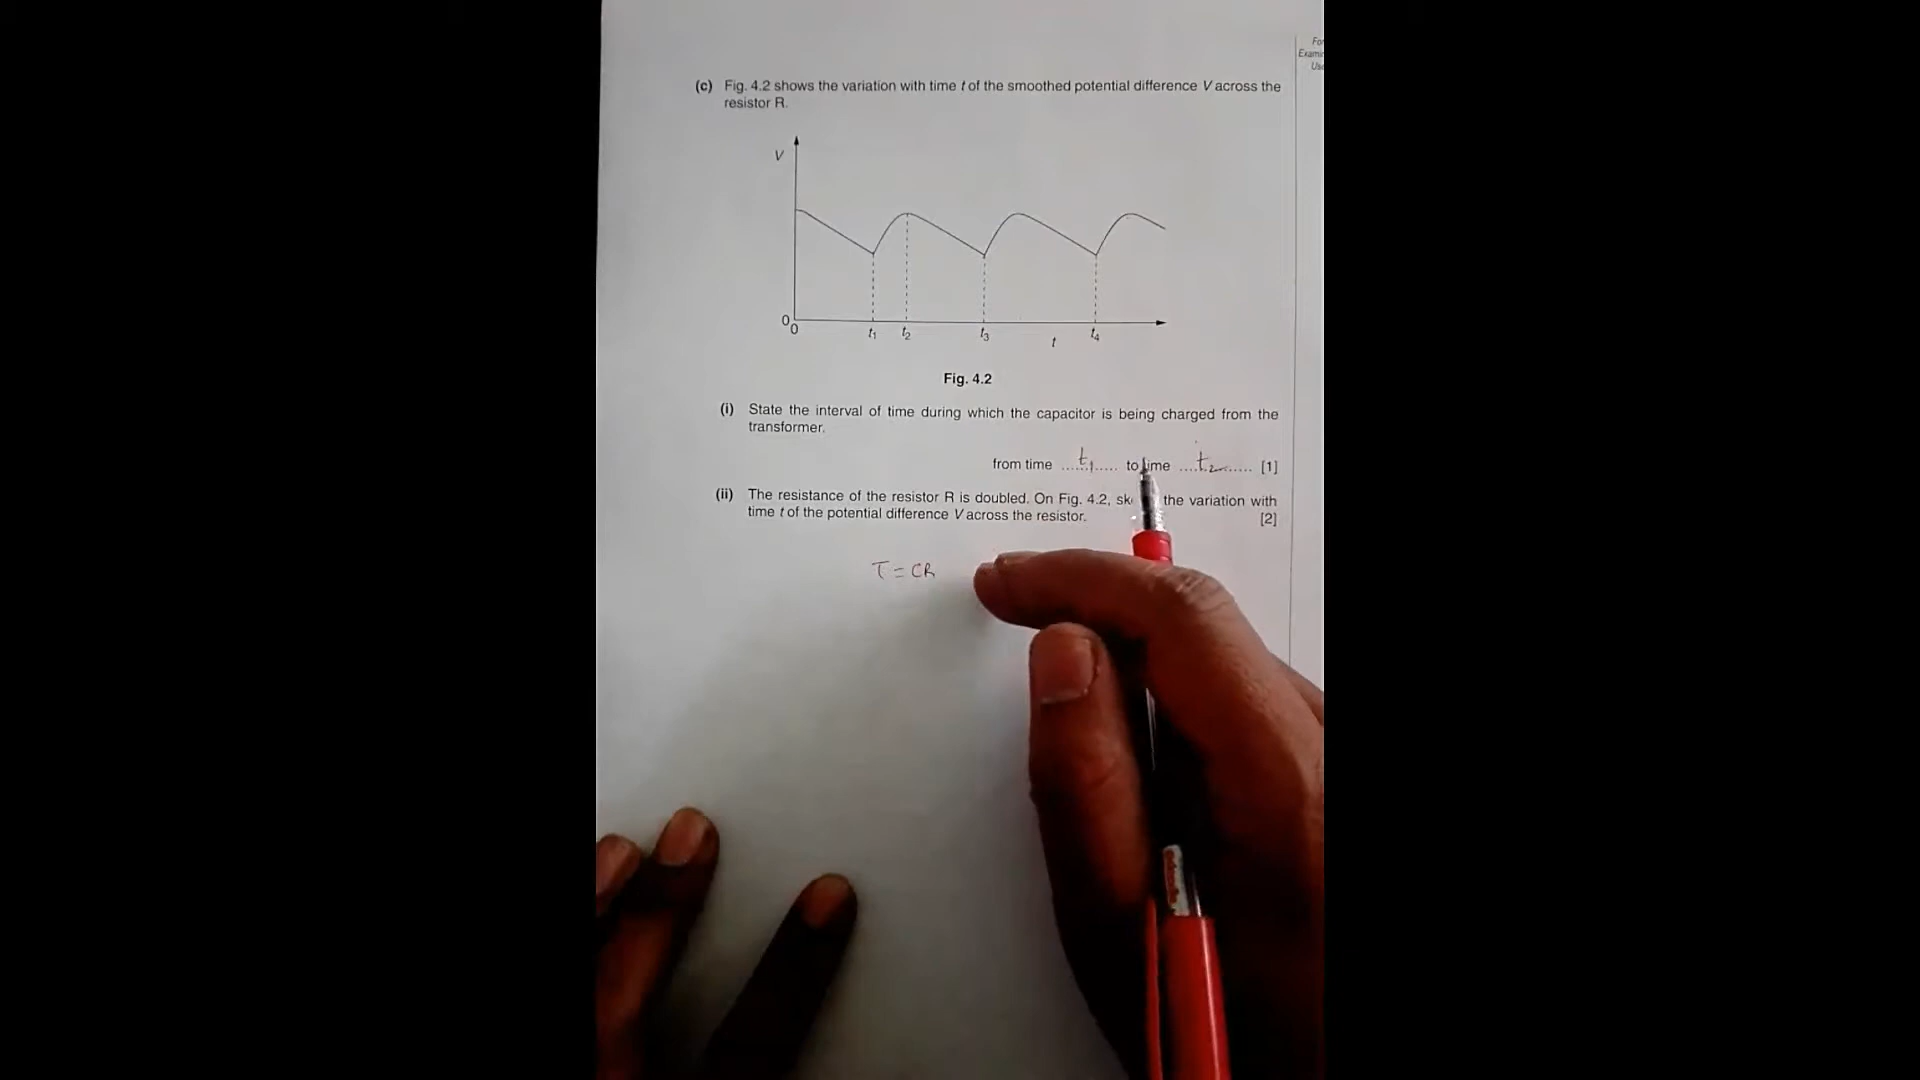 For
Exami
Us
(c) Fig. 4.2 shows the variation with time t of the smoothed potential difference V across the
resistor R.
V
0
0 t₁ t₂ t₃ t t₄
Fig. 4.2
(i) State the interval of time during which the capacitor is being charged from the
transformer.
from time ....t₁..... to time ....t₂....... [1]
(ii) The resistance of the resistor R is doubled. On Fig. 4.2, sk the variation with
time t of the potential difference V across the resistor. [2]
τ = CR